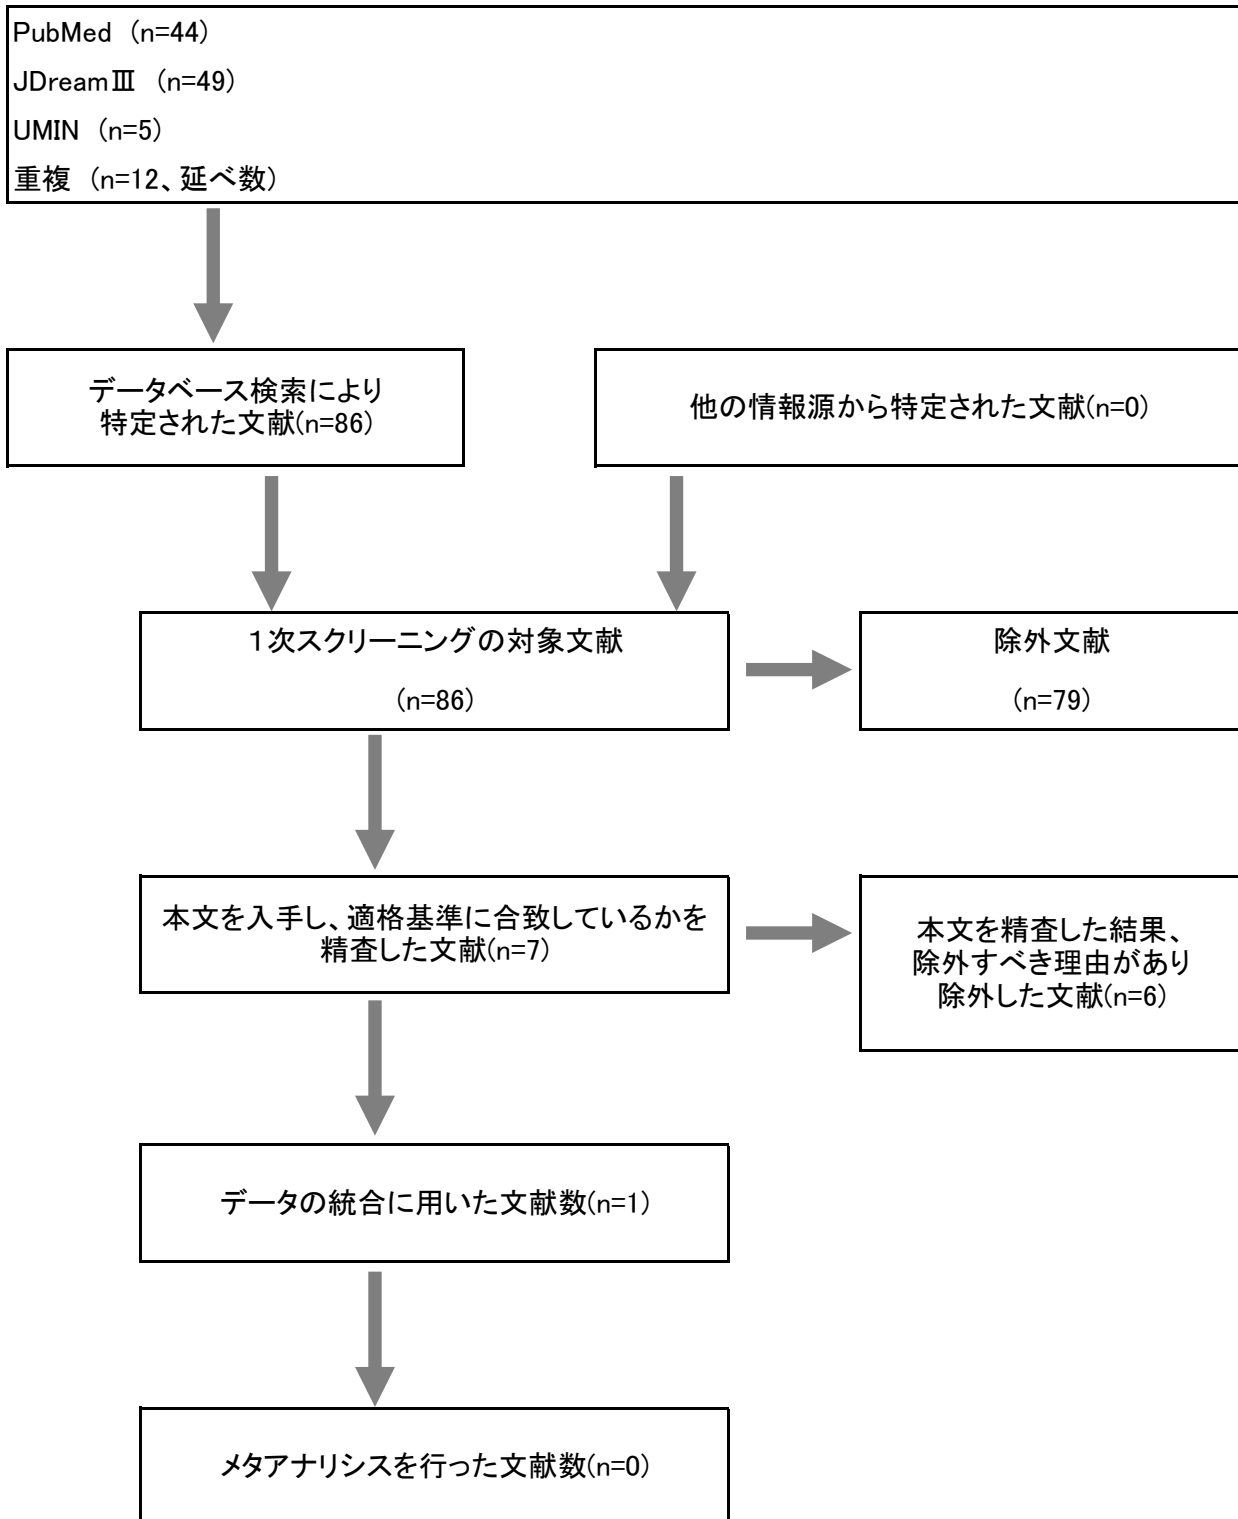 PubMed (n=44)
JDreamⅢ (n=49)
UMIN (n=5)
重複 (n=12、延べ数)
データベース検索により
特定された文献(n=86)
他の情報源から特定された文献(n=0)
１次スクリーニングの対象文献
(n=86)
除外文献
(n=79)
本文を入手し、適格基準に合致しているかを
精査した文献(n=7)
本文を精査した結果、
除外すべき理由があり
除外した文献(n=6)
データの統合に用いた文献数(n=1)
メタアナリシスを行った文献数(n=0)